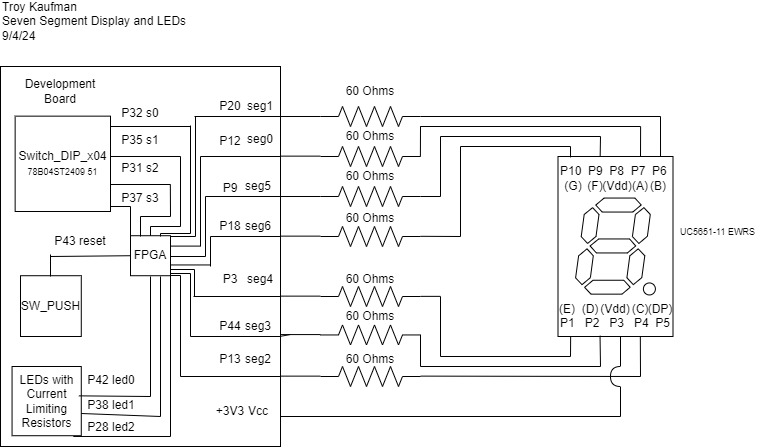 Troy Kaufman
Seven Segment Display and LEDs
9/4/24
Development
Board
Switch_DIP_x04
78B04ST2409 51
P32 s0
P35 s1
P31 s2
P37 s3
P43 reset
FPGA
SW_PUSH
LEDs with
Current
Limiting
Resistors
P42 led0
P38 led1
P28 led2
P20 seg1
P12 seg0
P9 seg5
P18 seg6
P3 seg4
P44 seg3
P13 seg2
+3V3 Vcc
60 Ohms
60 Ohms
60 Ohms
60 Ohms
60 Ohms
60 Ohms
60 Ohms
P10 P9 P8 P7 P6
(G) (F)(Vdd)(A) (B)
UC5651-11 EWRS
(E) (D) (Vdd) (C)(DP)
P1 P2 P3 P4 P5